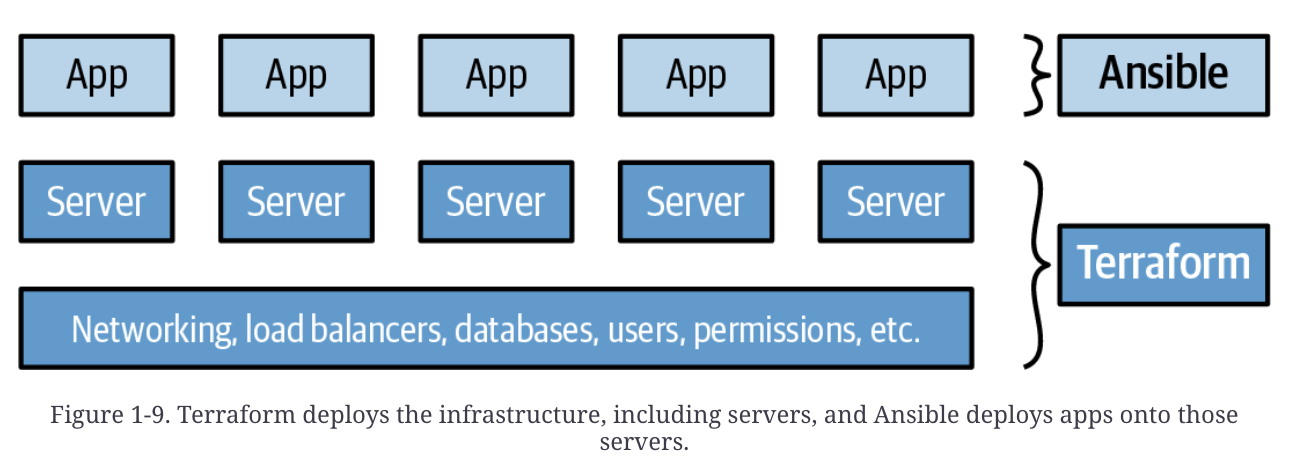 App App App App App Ansible
Server Server Server Server Server
Terraform
Networking, load balancers, databases, users, permissions, etc.
Figure 1-9. Terraform deploys the infrastructure, including servers, and Ansible deploys apps onto those
servers.